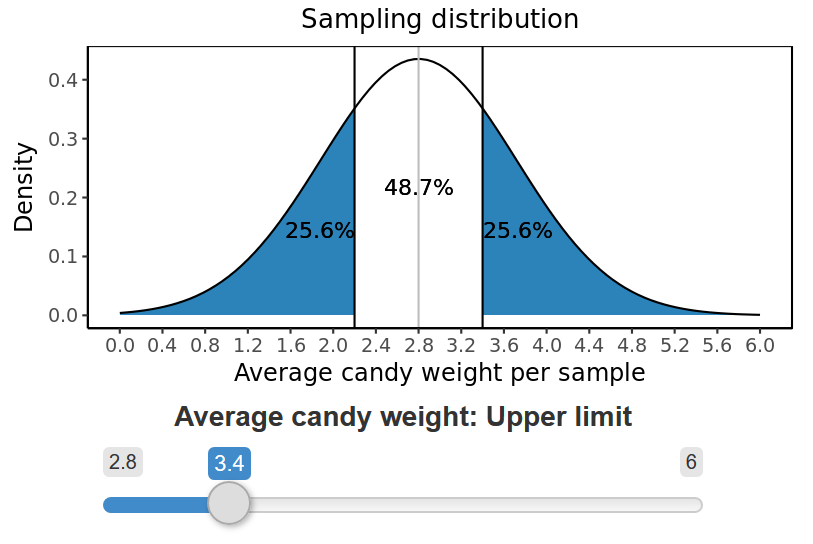 Sampling distribution
Density
0.4
0.3
0.2
0.1
0.0
48.7%
25.6% 25.6%
0.0 0.4 0.8 1.2 1.6 2.0 2.4 2.8 3.2 3.6 4.0 4.4 4.8 5.2 5.6 6.0
Average candy weight per sample
Average candy weight: Upper limit
2.8 3.4 6